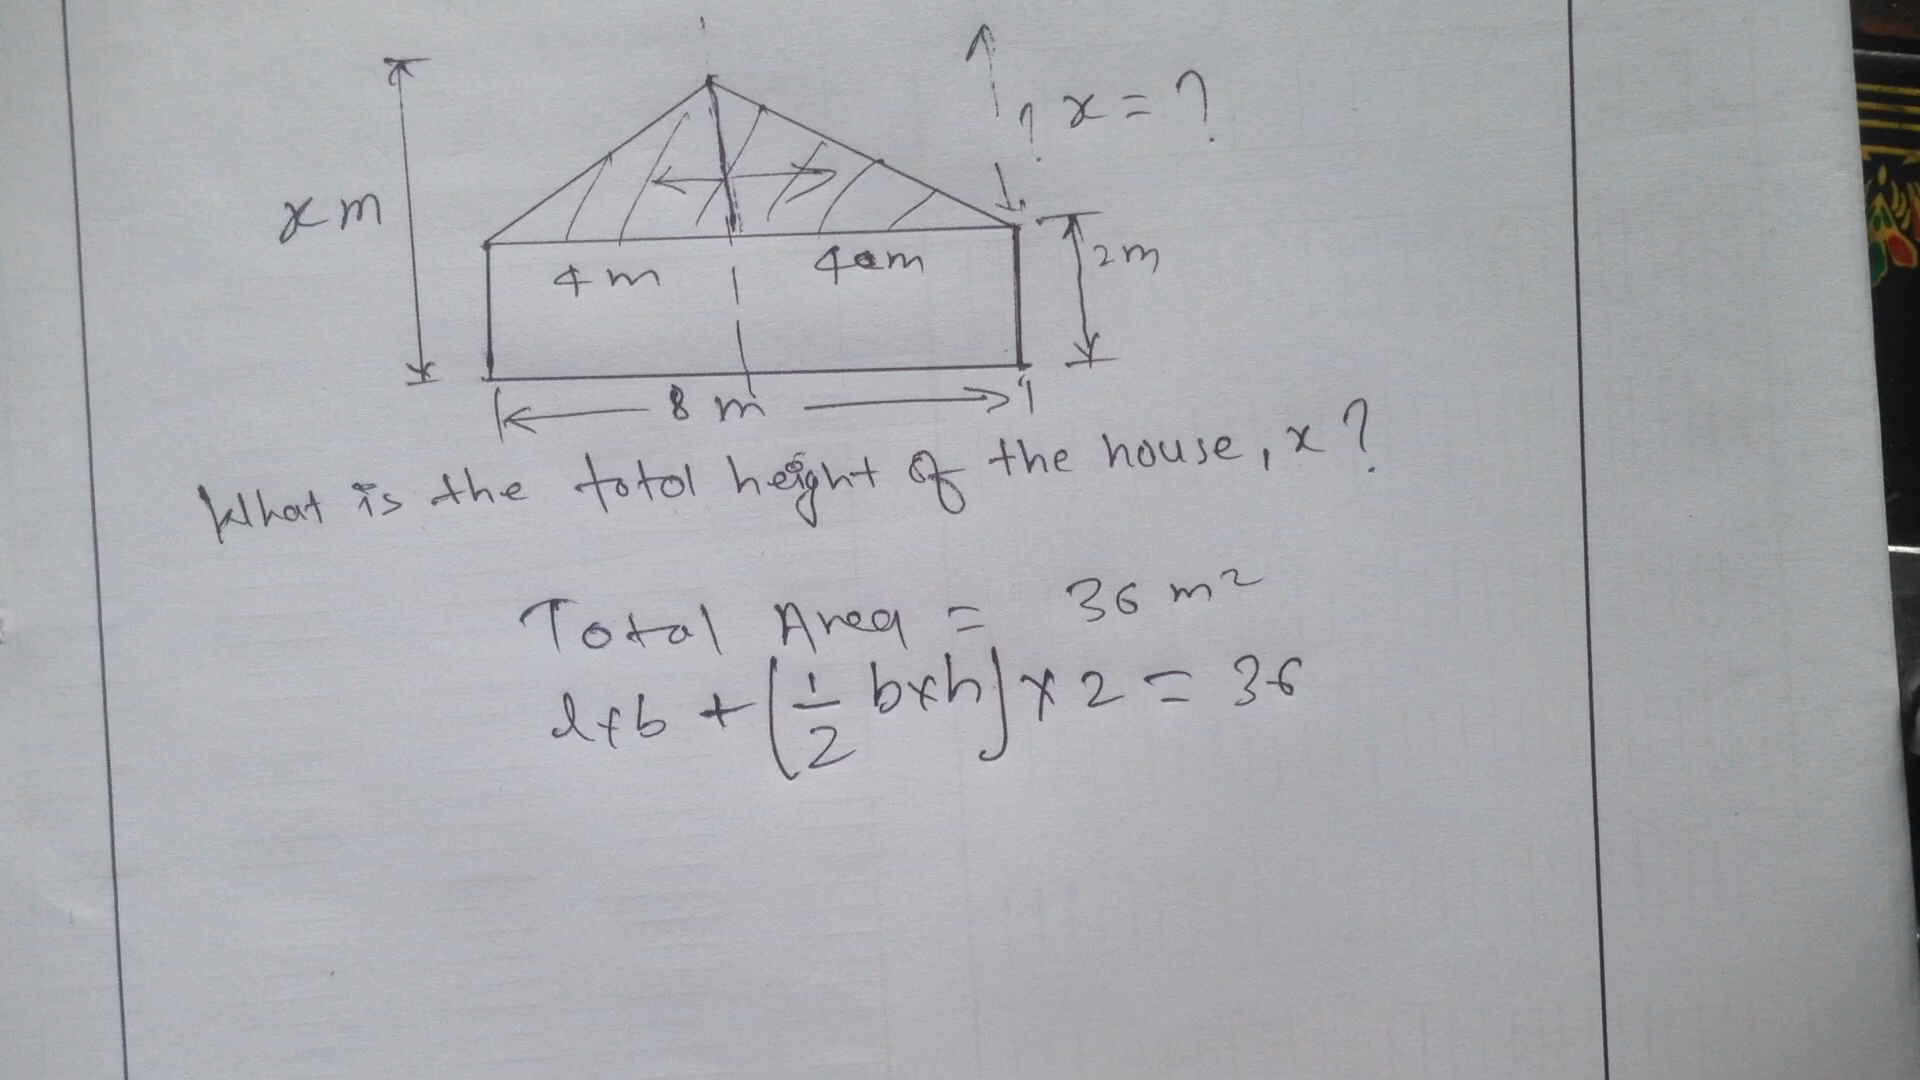 x m
? x = ?
4 m
4 m
2m
8 m
What is the total height of the house, x ?
Total Area = 36 m²
l×b + (1/2 b×h) × 2 = 36